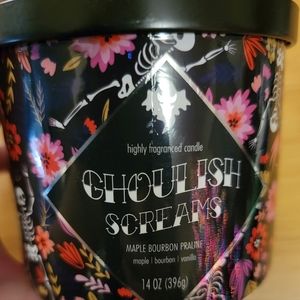 highly fragranced candle
GHOULISH
SCREAMS
MAPLE BOURBON PRALINE
maple | bourbon | vanilla
14 OZ (396g)